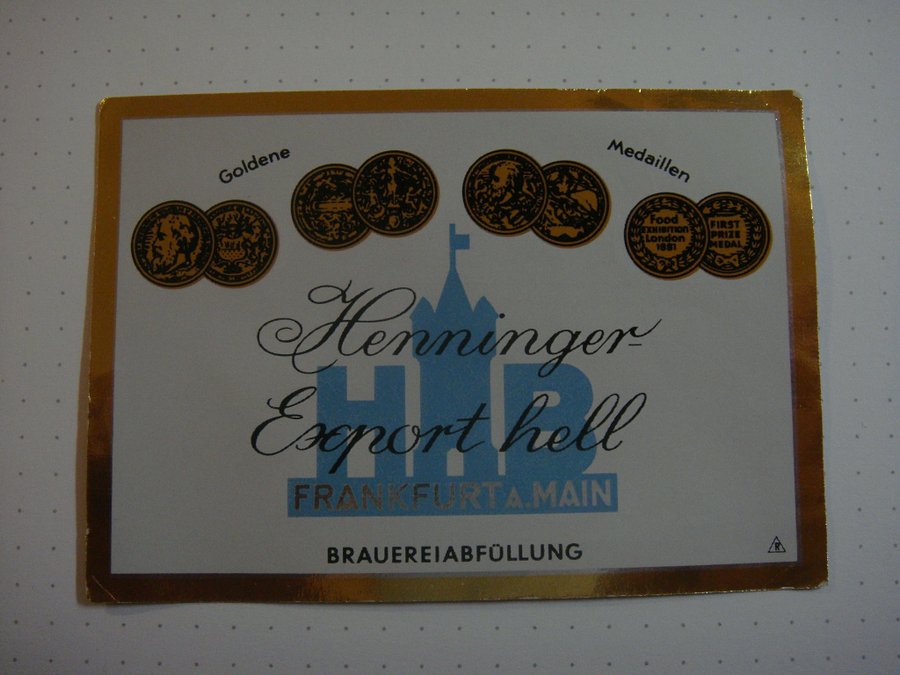 Goldene
Medaillen
Food
EXHIBITION
London
1881
FIRST
PRIZE
MEDAL
Henninger-
Export hell
HB
FRANKFURT A. MAIN
BRAUEREIABFÜLLUNG
R